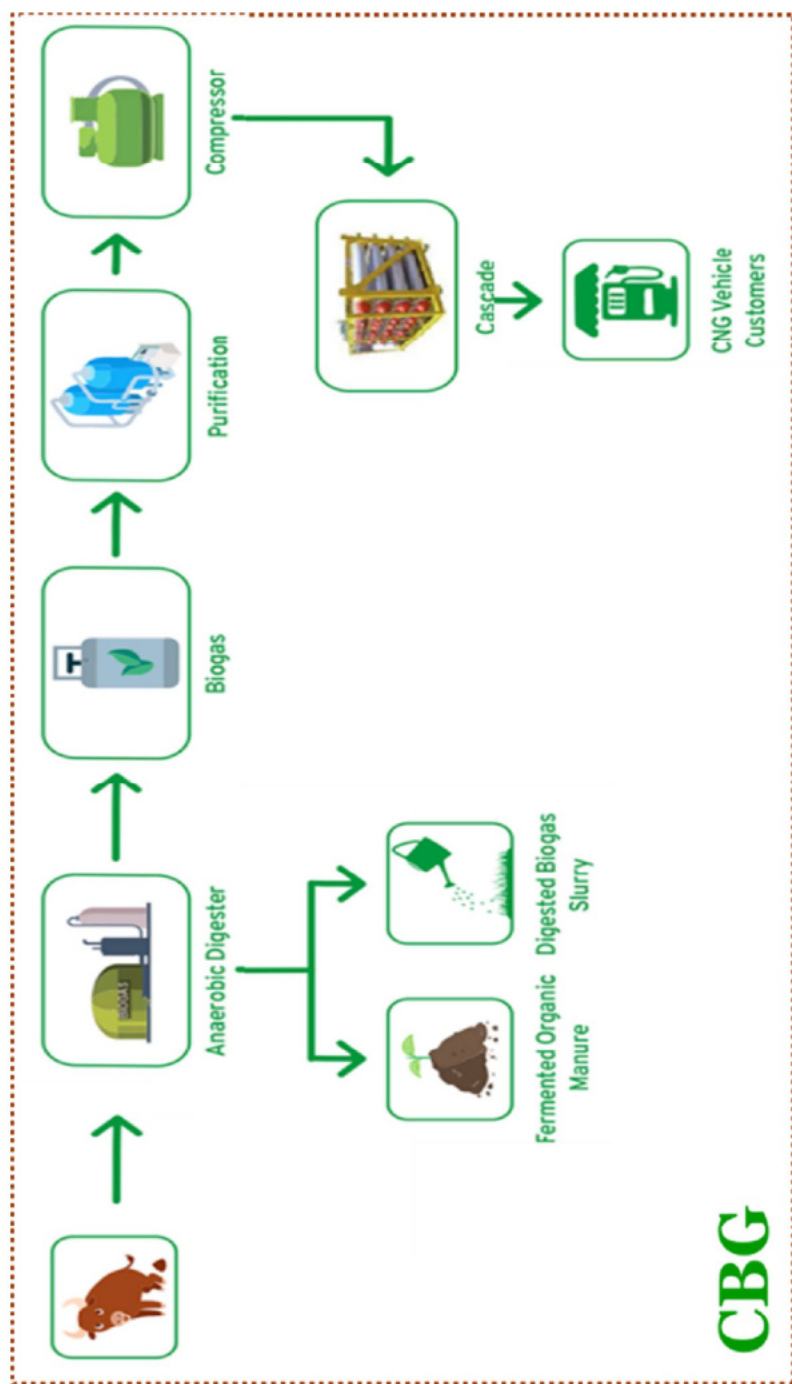 BIOGAS
Anaerobic Digester
Biogas
Purification
Compressor
Fermented Organic
Manure
Digested Biogas
Slurry
Cascade
CNG Vehicle
Customers
CBG